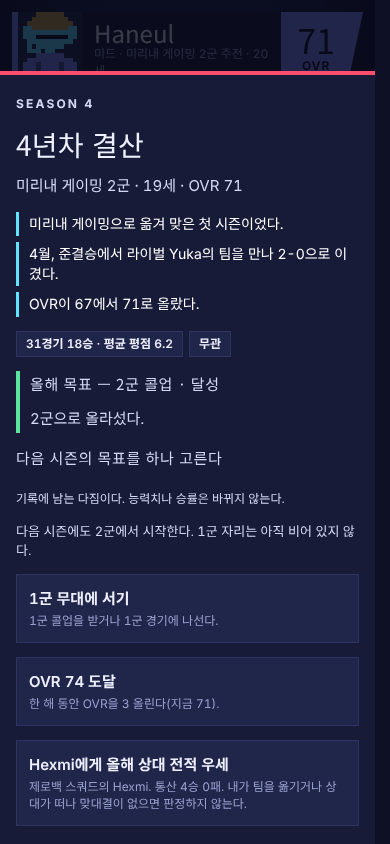 Haneul
71
미드 · 미리내 게이밍 2군 주전 · 20
세
OVR
SEASON 4
4년차 결산
미리내 게이밍 2군 · 19세 · OVR 71
미리내 게이밍으로 옮겨 맞은 첫 시즌이었다.
4월, 준결승에서 라이벌 Yuka의 팀을 만나 2-0으로 이
겼다.
OVR이 67에서 71로 올랐다.
31경기 18승 · 평균 평점 6.2
무관
올해 목표 — 2군 콜업 · 달성
2군으로 올라섰다.
다음 시즌의 목표를 하나 고른다
기록에 남는 다짐이다. 능력치나 승률은 바뀌지 않는다.
다음 시즌에도 2군에서 시작한다. 1군 자리는 아직 비어 있지 않
다.
1군 무대에 서기
1군 콜업을 받거나 1군 경기에 나선다.
OVR 74 도달
한 해 동안 OVR을 3 올린다(지금 71).
Hexmi에게 올해 상대 전적 우세
제로백 스쿼드의 Hexmi. 통산 4승 0패. 내가 팀을 옮기거나 상
대가 떠나 맞대결이 없으면 판정하지 않는다.